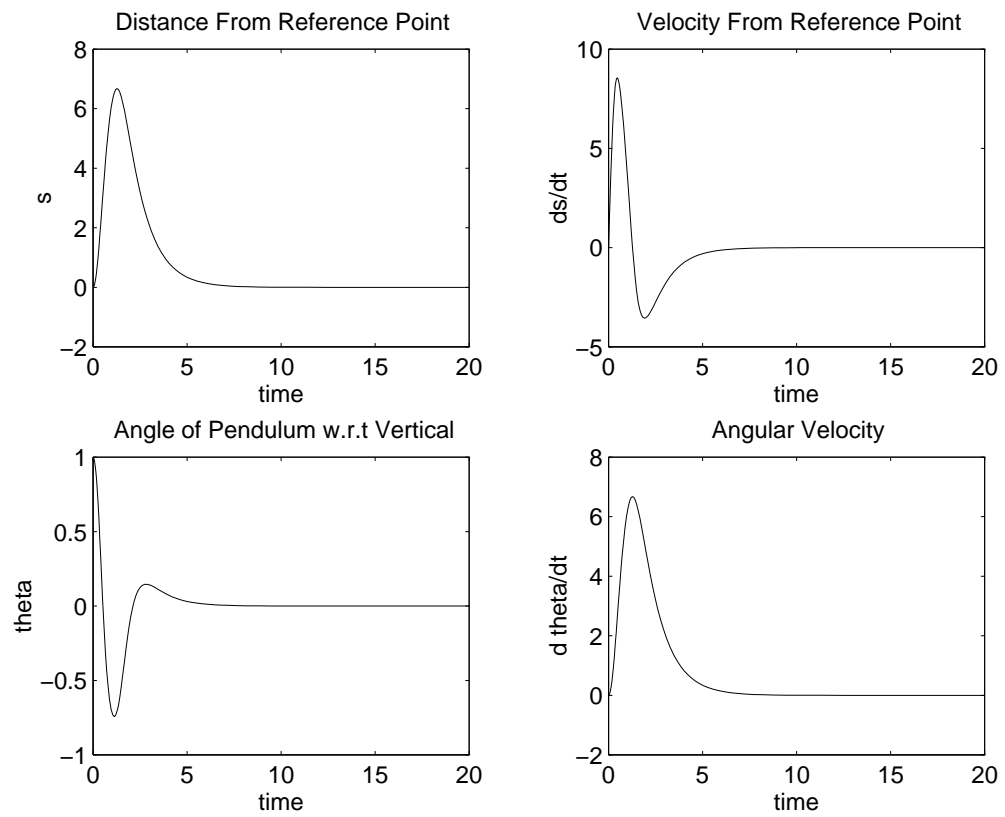 Distance From Reference Point
8
6
4
2
0
−2
s
0 5 10 15 20
time
Velocity From Reference Point
10
5
0
−5
ds/dt
0 5 10 15 20
time
Angle of Pendulum w.r.t Vertical
1
0.5
0
−0.5
−1
theta
0 5 10 15 20
time
Angular Velocity
8
6
4
2
0
−2
d theta/dt
0 5 10 15 20
time